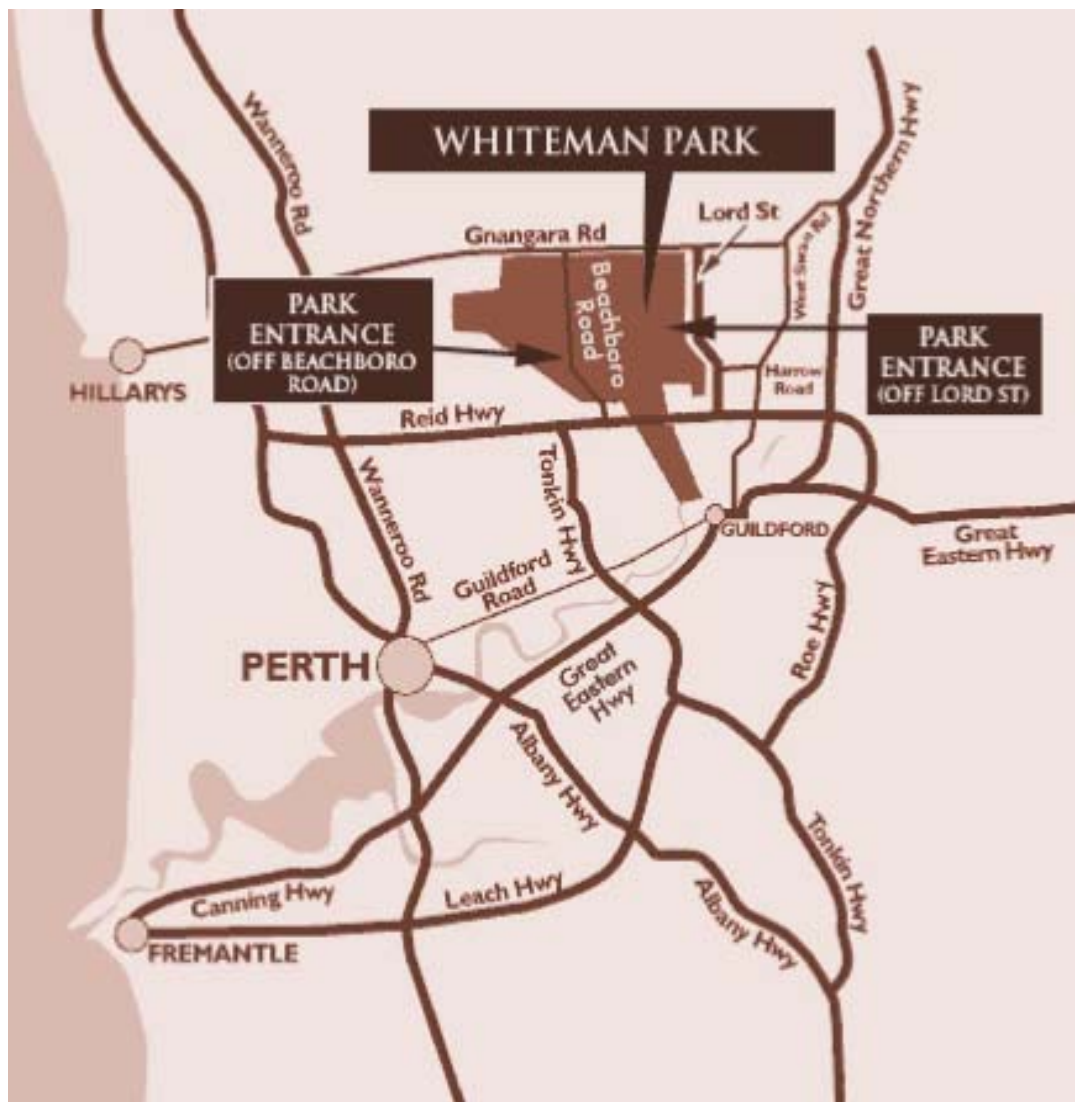 Wanneroo Rd
Great Northern Hwy
WHITEMAN PARK
Lord St
Gnangara Rd
West Swan Rd
Beachboro
Road
PARK
ENTRANCE
(OFF BEACHBORO
ROAD)
PARK
ENTRANCE
(OFF LORD ST)
HILLARYS
Harrow
Road
Reid Hwy
Tonkin Hwy
Wanneroo Rd
GUILDFORD
Great
Eastern Hwy
Guildford
Road
Roe Hwy
PERTH
Great
Eastern
Hwy
Albany Hwy
Tonkin Hwy
Canning Hwy
Leach Hwy
Albany Hwy
FREMANTLE